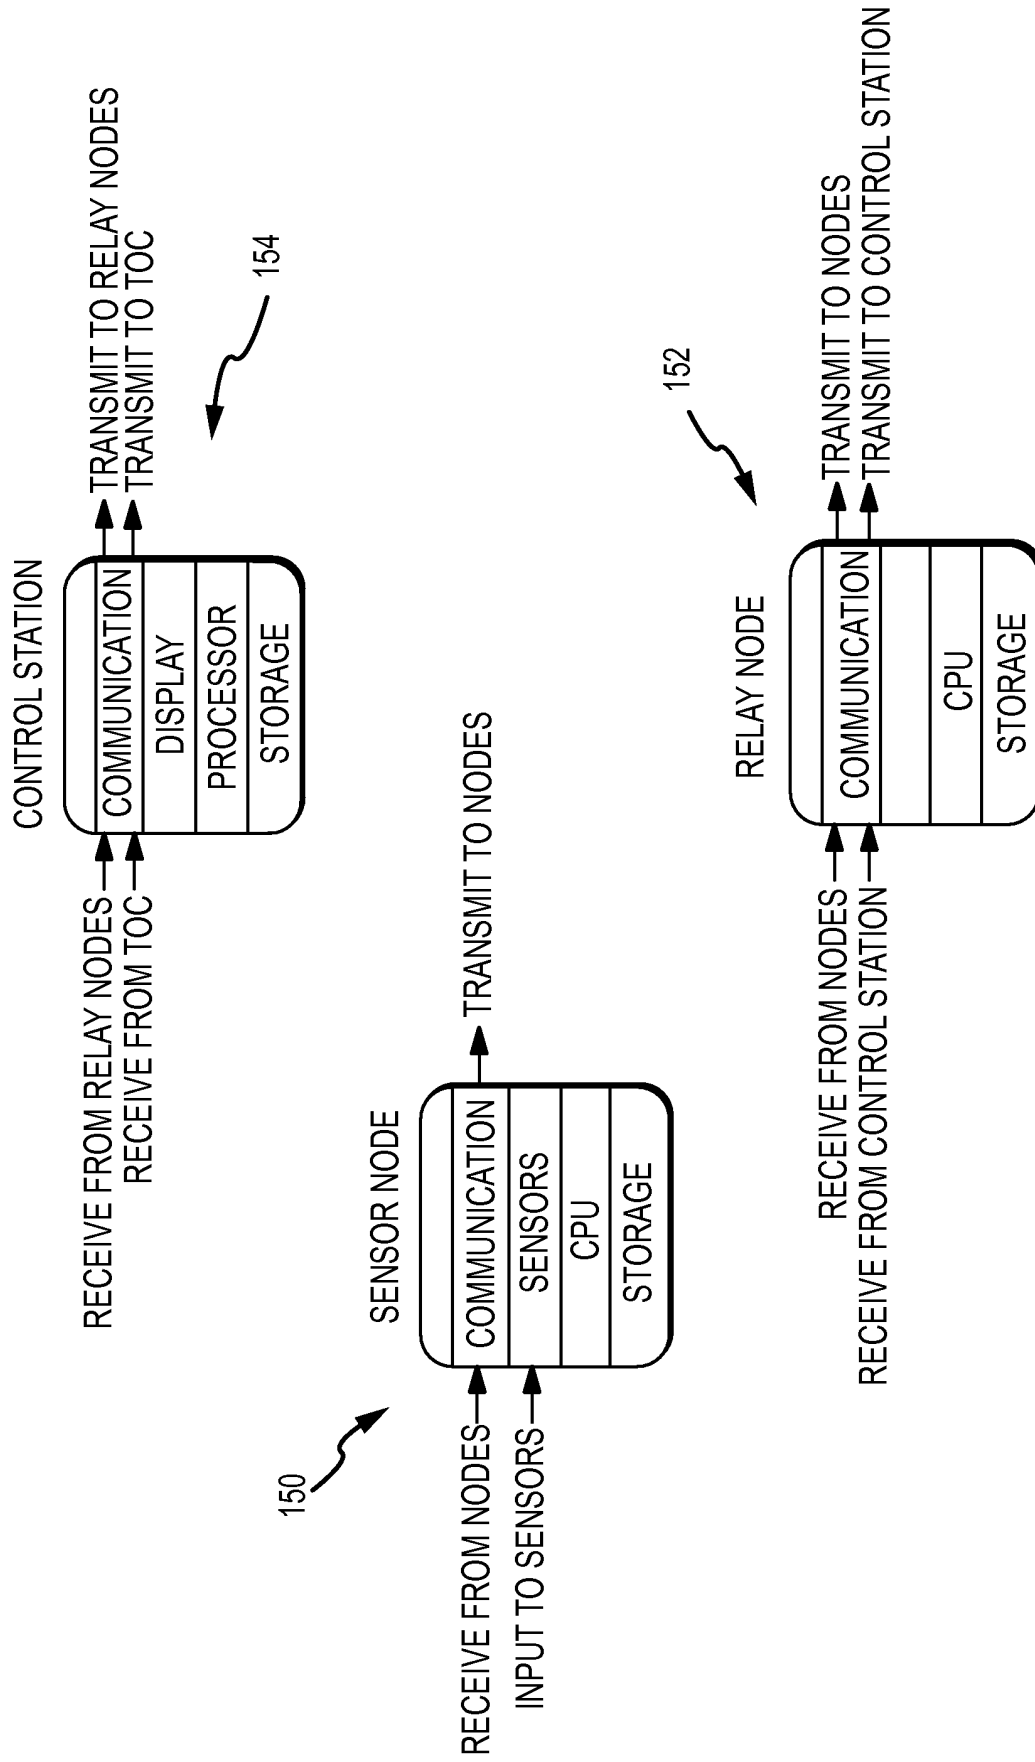 CONTROL STATION
RECEIVE FROM RELAY NODES
RECEIVE FROM TOC
COMMUNICATION
DISPLAY
PROCESSOR
STORAGE
TRANSMIT TO RELAY NODES
TRANSMIT TO TOC
154
SENSOR NODE
150
RECEIVE FROM NODES
INPUT TO SENSORS
COMMUNICATION
SENSORS
CPU
STORAGE
TRANSMIT TO NODES
RELAY NODE
152
RECEIVE FROM NODES
RECEIVE FROM CONTROL STATION
COMMUNICATION
CPU
STORAGE
TRANSMIT TO NODES
TRANSMIT TO CONTROL STATION